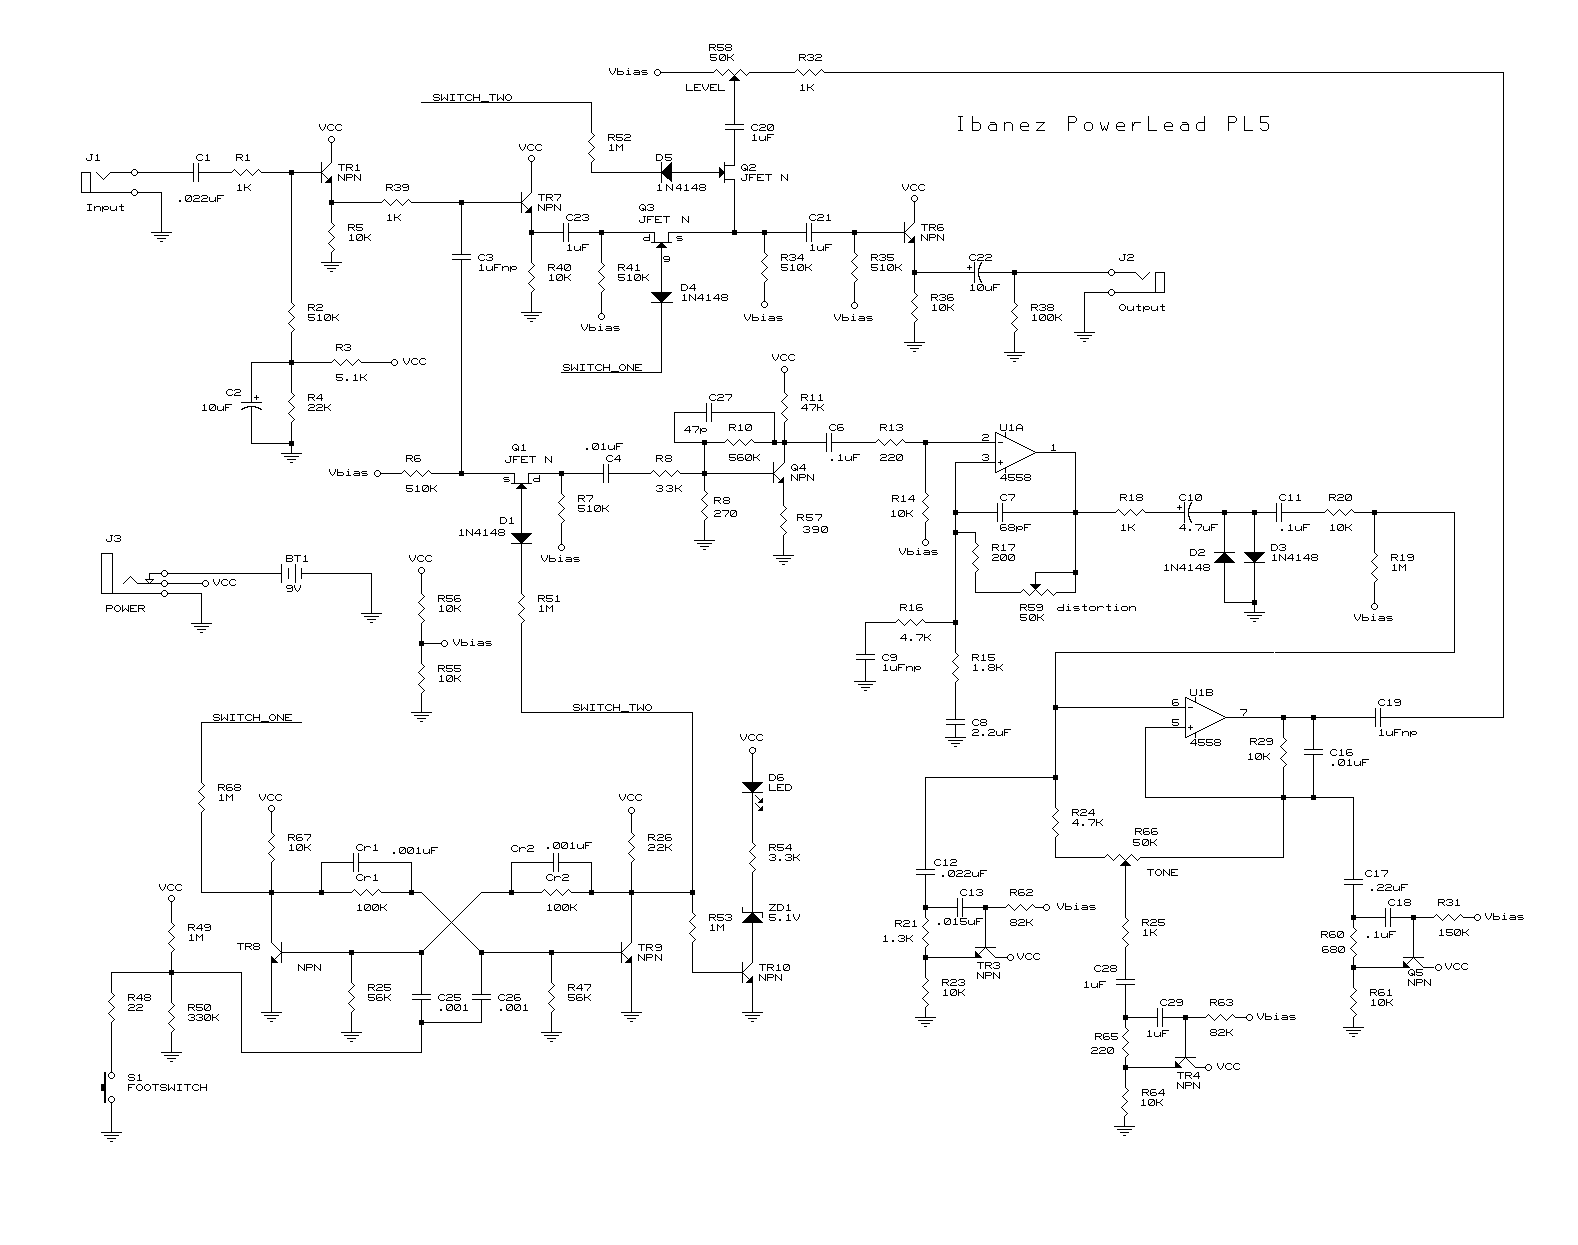 R58
50K
R32
Vbias
LEVEL
1K
SWITCH_TWO
Ibanez PowerLead PL5
VCC
C20
1uF
R52
1M
J1
C1
R1
VCC
D5
TR1
NPN
Q2
JFET N
1K
.022uF
Input
R39
1K
1N4148
TR7
NPN
VCC
Q3
JFET N
C23
1uF
d
s
g
C21
1uF
TR6
NPN
R5
10K
C3
1uFnp
R40
10K
R41
510K
R34
510K
R35
510K
C22
+
10uF
J2
D4
1N4148
R36
10K
R38
100K
Output
R2
510K
Vbias
Vbias
Vbias
R3
VCC
5.1K
SWITCH_ONE
VCC
C2
+
10uF
R4
22K
C27
47p
R11
47K
R10
560K
C6
.1uF
R13
220
U1A
2
-
3
+
1
4558
Q1
JFET N
.01uF
C4
Vbias
R6
510K
s
d
R8
33K
Q4
NPN
R7
510K
R8
270
R57
390
R14
10K
C7
68pF
R18
1K
C10
+
4.7uF
C11
.1uF
R20
10K
D1
1N4148
Vbias
Vbias
J3
BT1
9V
VCC
POWER
VCC
R17
200
D2
1N4148
D3
1N4148
R19
1M
R56
10K
R51
1M
R59
50K
distortion
R16
4.7K
Vbias
Vbias
R55
10K
C9
1uFnp
R15
1.8K
SWITCH_ONE
SWITCH_TWO
C8
2.2uF
U1B
6
-
5
+
7
4558
C19
1uFnp
R29
10K
C16
.01uF
VCC
D6
LED
R68
1M
VCC
VCC
R67
10K
Cr1
.001uF
Cr1
100K
Cr2
.001uF
Cr2
100K
R26
22K
R54
3.3K
R24
4.7K
R66
50K
TONE
C12
.022uF
C17
.22uF
VCC
R49
1M
R53
1M
ZD1
5.1V
C13
.015uF
R62
82K
Vbias
R21
1.3K
R25
1K
C18
.1uF
R31
150K
Vbias
R60
680
TR8
NPN
TR9
NPN
TR10
NPN
TR3
NPN
VCC
Q5
NPN
VCC
R48
22
R50
330K
R25
56K
C25
.001
C26
.001
R47
56K
R23
10K
C28
1uF
R61
10K
C29
1uF
R63
82K
Vbias
R65
220
S1
FOOTSWITCH
TR4
NPN
VCC
R64
10K